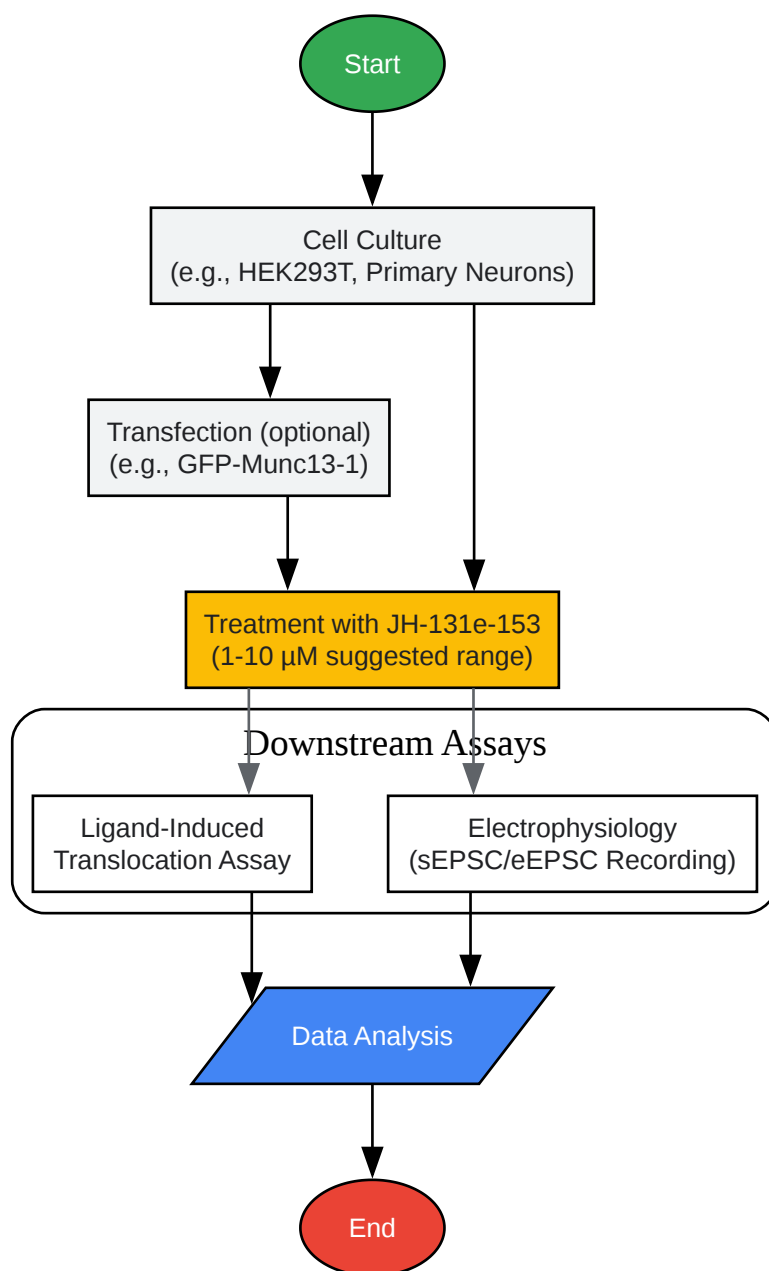 Start
Cell Culture
(e.g., HEK293T, Primary Neurons)
Transfection (optional)
(e.g., GFP-Munc13-1)
Treatment with JH-131e-153
(1-10 µM suggested range)
Downstream Assays
Ligand-Induced
Translocation Assay
Electrophysiology
(sEPSC/eEPSC Recording)
Data Analysis
End